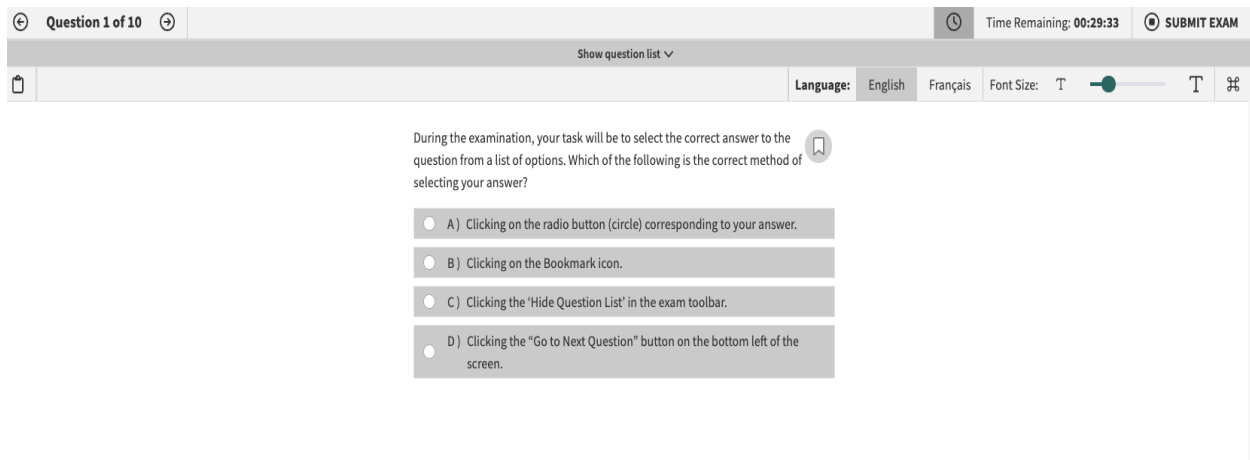 Question 1 of 10
Time Remaining: 00:29:33
SUBMIT EXAM
Show question list
Language: English Français Font Size: T T
During the examination, your task will be to select the correct answer to the
question from a list of options. Which of the following is the correct method of
selecting your answer?
A) Clicking on the radio button (circle) corresponding to your answer.
B) Clicking on the Bookmark icon.
C) Clicking the ‘Hide Question List’ in the exam toolbar.
D) Clicking the “Go to Next Question” button on the bottom left of the
screen.